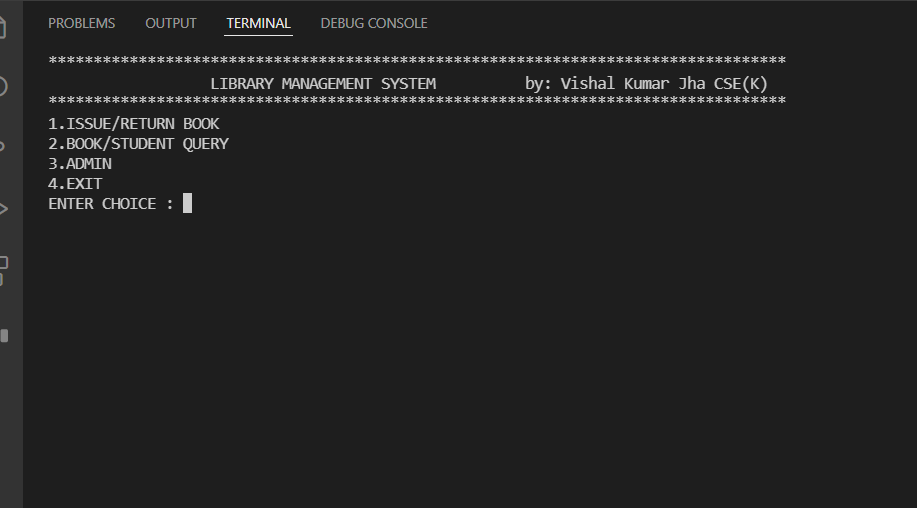 PROBLEMS OUTPUT TERMINAL DEBUG CONSOLE
**********************************************************************************
LIBRARY MANAGEMENT SYSTEM by: Vishal Kumar Jha CSE(K)
**********************************************************************************
1.ISSUE/RETURN BOOK
2.BOOK/STUDENT QUERY
3.ADMIN
4.EXIT
ENTER CHOICE :